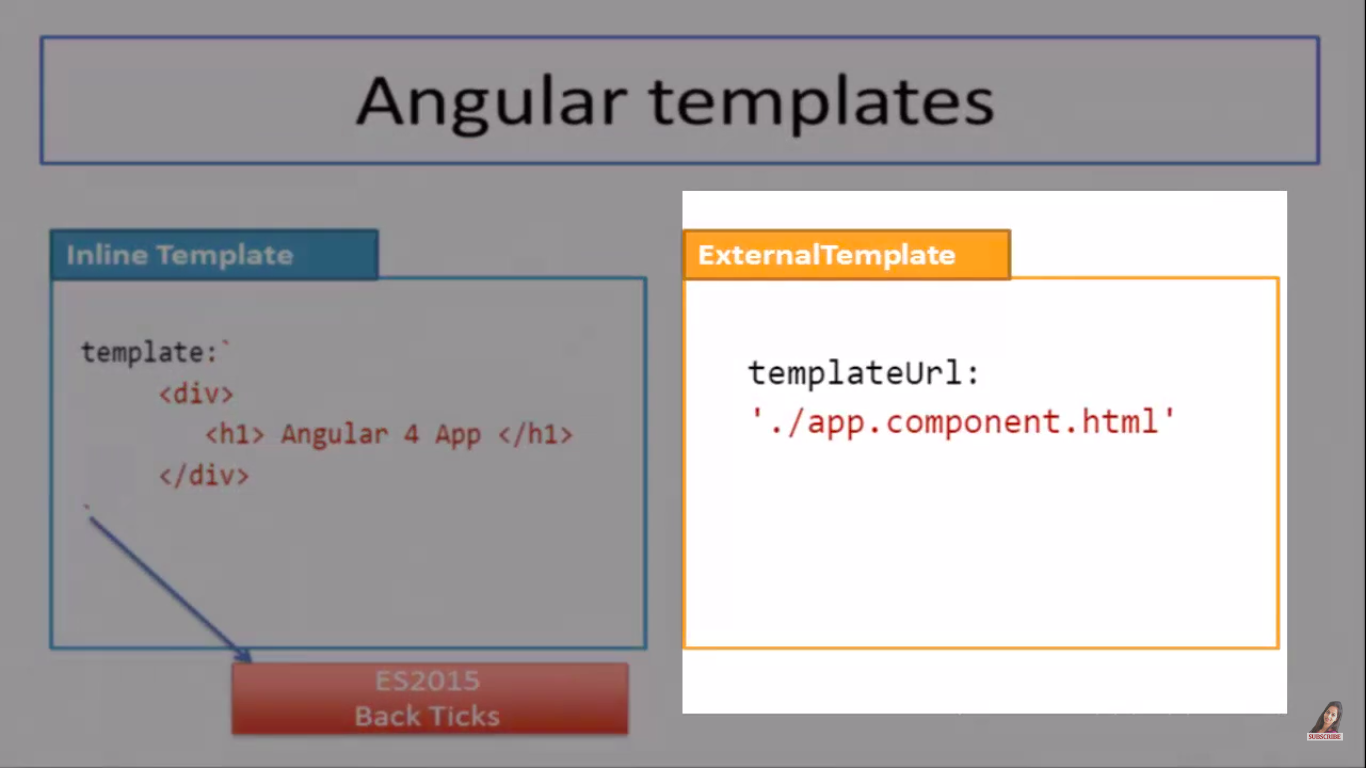 Angular templates
Inline Template
template:`
<div>
<h1> Angular 4 App </h1>
</div>
`
ES2015
Back Ticks
ExternalTemplate
templateUrl:
'./app.component.html'
SUBSCRIBE